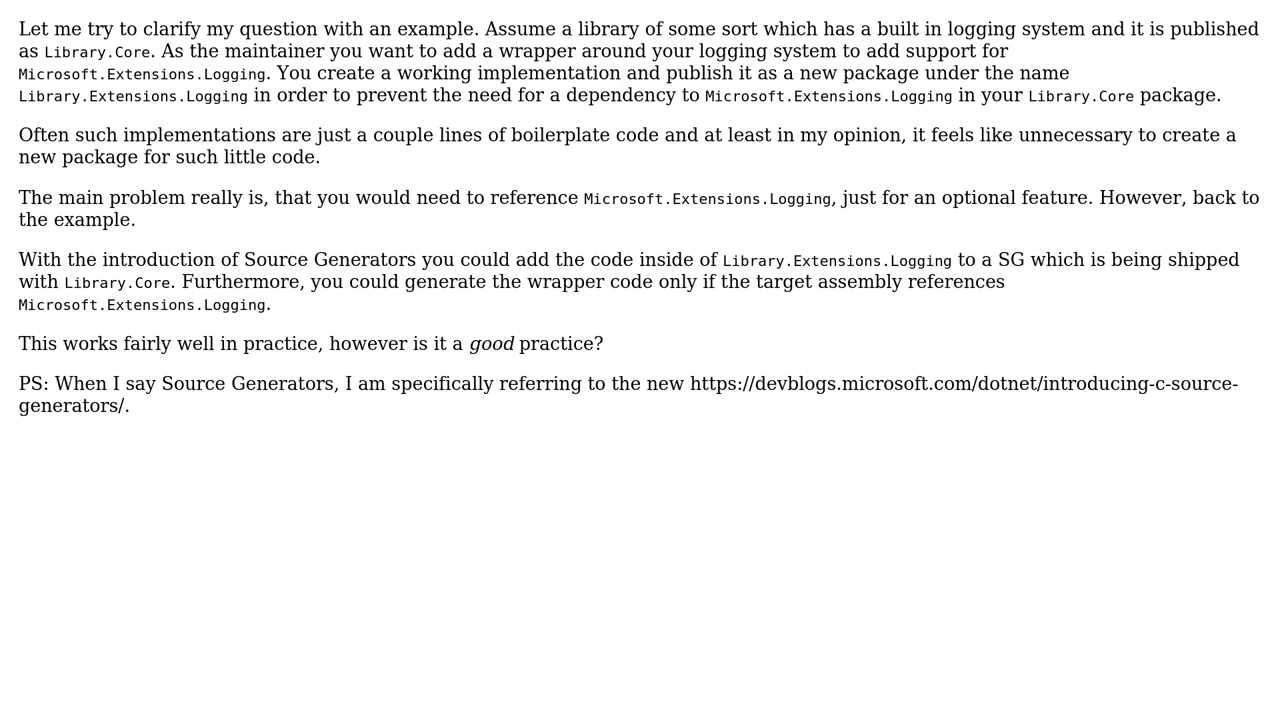 Let me try to clarify my question with an example. Assume a library of some sort which has a built in logging system and it is published
as Library.Core. As the maintainer you want to add a wrapper around your logging system to add support for
Microsoft.Extensions.Logging. You create a working implementation and publish it as a new package under the name
Library.Extensions.Logging in order to prevent the need for a dependency to Microsoft.Extensions.Logging in your Library.Core package.
Often such implementations are just a couple lines of boilerplate code and at least in my opinion, it feels like unnecessary to create a
new package for such little code.
The main problem really is, that you would need to reference Microsoft.Extensions.Logging, just for an optional feature. However, back to
the example.
With the introduction of Source Generators you could add the code inside of Library.Extensions.Logging to a SG which is being shipped
with Library.Core. Furthermore, you could generate the wrapper code only if the target assembly references
Microsoft.Extensions.Logging.
This works fairly well in practice, however is it a good practice?
PS: When I say Source Generators, I am specifically referring to the new https://devblogs.microsoft.com/dotnet/introducing-c-source-
generators/.